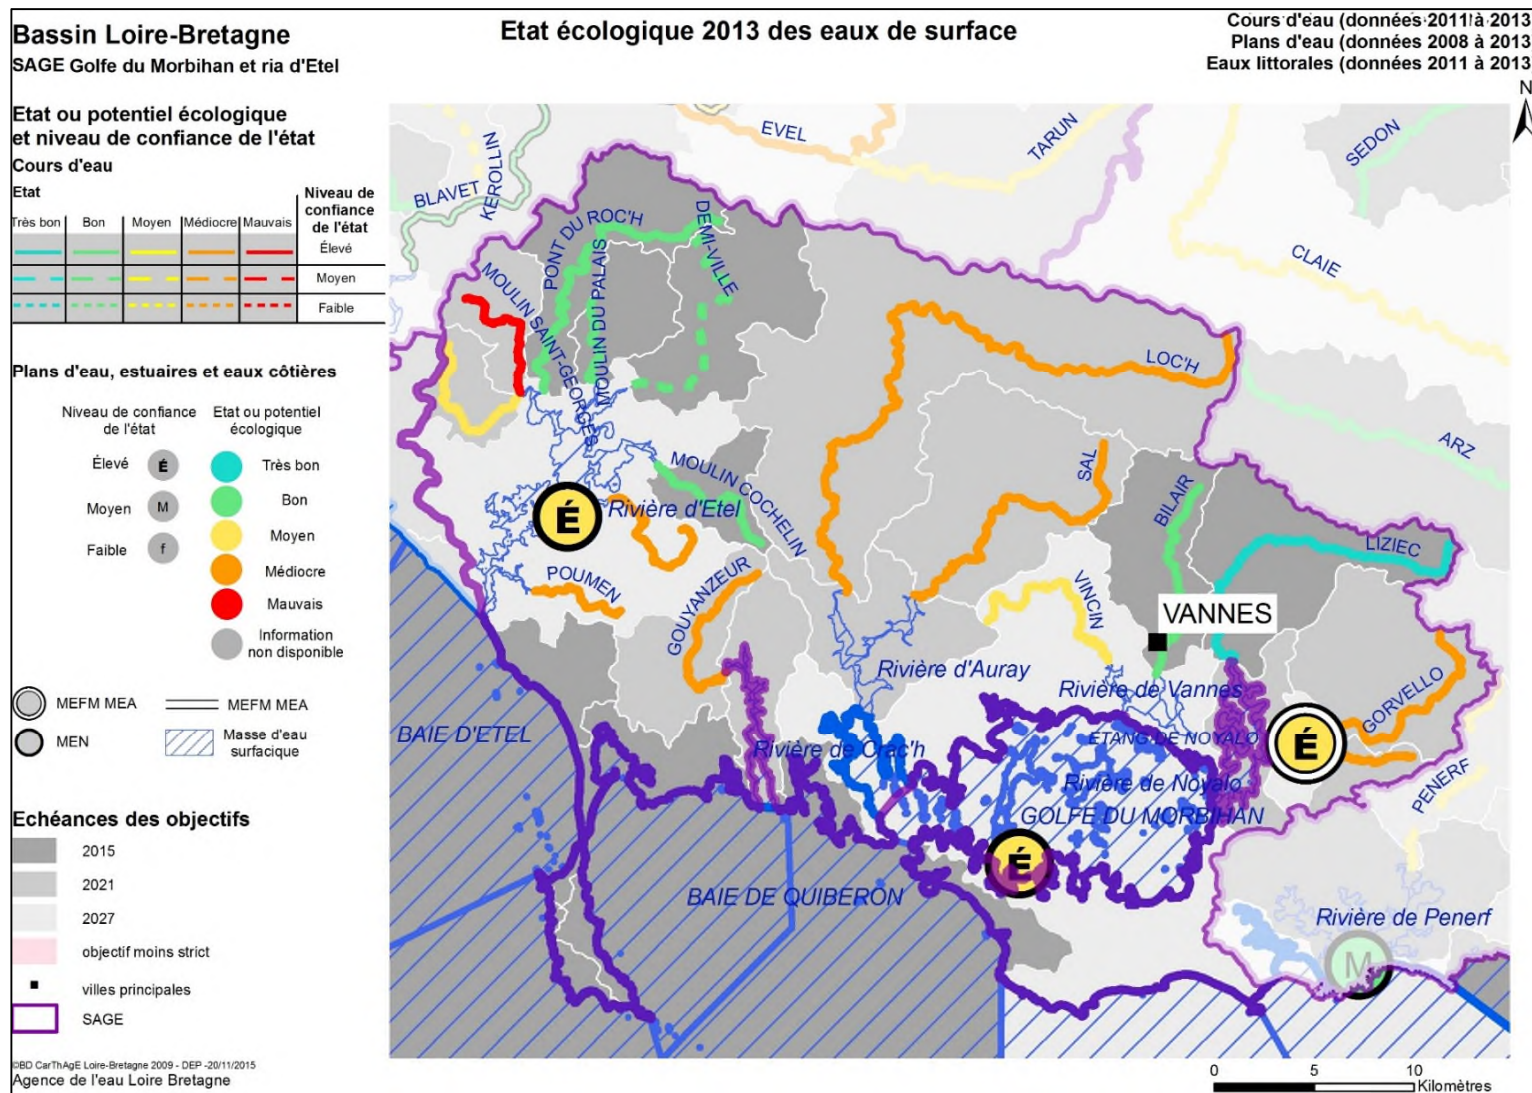 Bassin Loire-Bretagne
SAGE Golfe du Morbihan et ria d'Etel
Etat écologique 2013 des eaux de surface
Cours d'eau (données 2011 à 2013
Plans d'eau (données 2008 à 2013
Eaux littorales (données 2011 à 2013
N
Etat ou potentiel écologique
et niveau de confiance de l'état
Cours d'eau
Etat
Niveau de
confiance
de l'état
Très bon
Bon
Moyen
Médiocre
Mauvais
Élevé
Moyen
Faible
Plans d'eau, estuaires et eaux côtières
Niveau de confiance
de l'état
Etat ou potentiel
écologique
Élevé
É
Très bon
Bon
Moyen
M
Moyen
Faible
f
Médiocre
Mauvais
Information
non disponible
MEFM MEA
MEFM MEA
MEN
Masse d'eau
surfacique
Echéances des objectifs
2015
2021
2027
objectif moins strict
villes principales
SAGE
©BD CarThAgE Loire-Bretagne 2009 - DEP -20/11/2015
Agence de l'eau Loire Bretagne
EVEL
TARUN
SEDON
BLAVET
KEROLLIN
CLAIE
PONT DU ROC'H
DEMI-VILLE
MOULIN SAINT-GEORGES
MOULIN DU PALAIS
LOC'H
ARZ
MOULIN COCHELIN
SAL
BILAIR
LIZIEC
É
Rivière d'Etel
POUMEN
GOUYANZEUR
VINCIN
VANNES
Rivière d'Auray
Rivière de Vannes
GORVELLO
BAIE D'ETEL
Rivière de Crac'h
ETANG DE NOYALO
É
Rivière de Noyalo
PENERF
GOLFE DU MORBIHAN
É
BAIE DE QUIBERON
Rivière de Penerf
M
0
5
10
Kilomètres